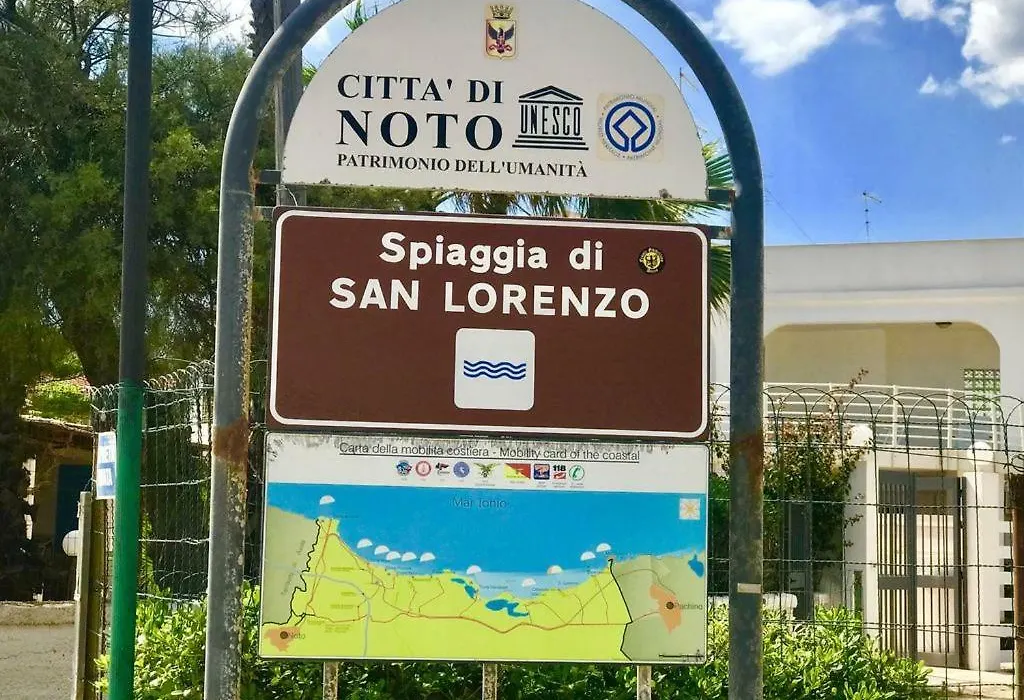 CITTA' DI
NOTO
UNESCO
PATRIMONIO DELL'UMANITÀ
Spiaggia di
SAN LORENZO
Carta della mobilita costiera - Mobility card of the coastal
118
Mar Ionio
Noto
Pachino